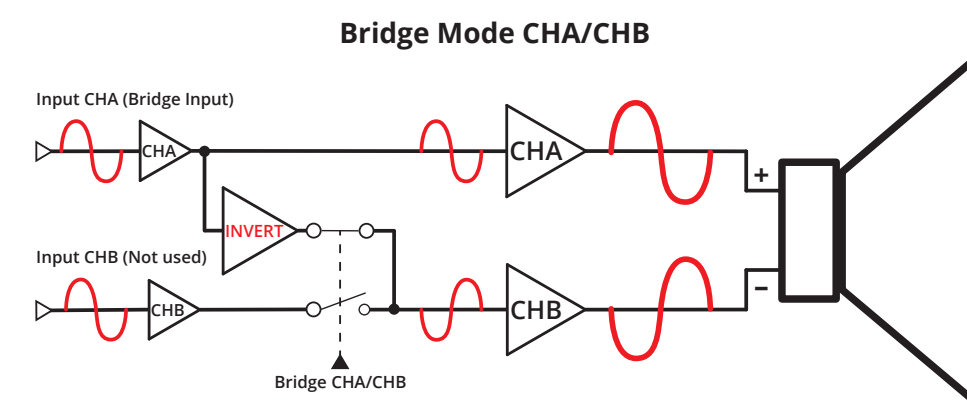 Bridge Mode CHA/CHB
Input CHA (Bridge Input)
CHA
CHA
+
INVERT
Input CHB (Not used)
CHB
CHB
–
Bridge CHA/CHB